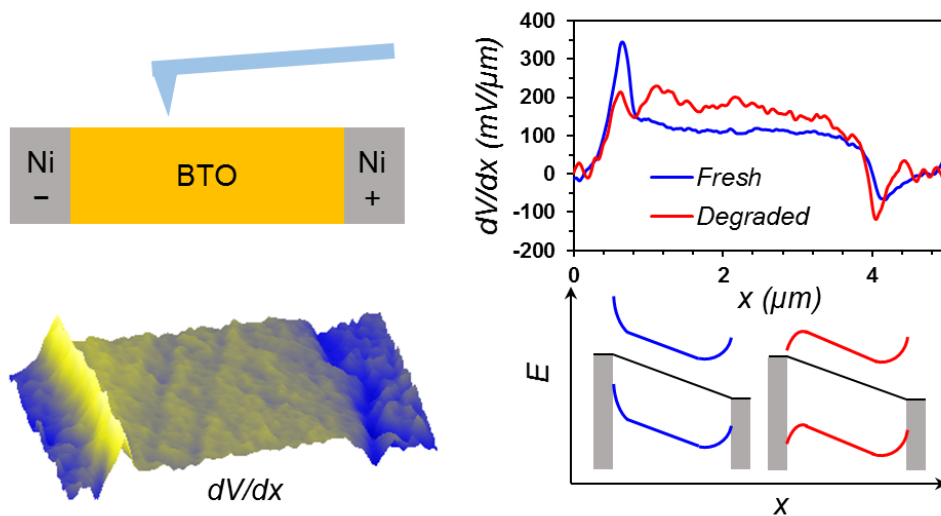 Ni
–
BTO
Ni
+
dV/dx
dV/dx (mV/µm)
400
300
200
100
0
-100
-200
Fresh
Degraded
0
2
4
x (µm)
E
x